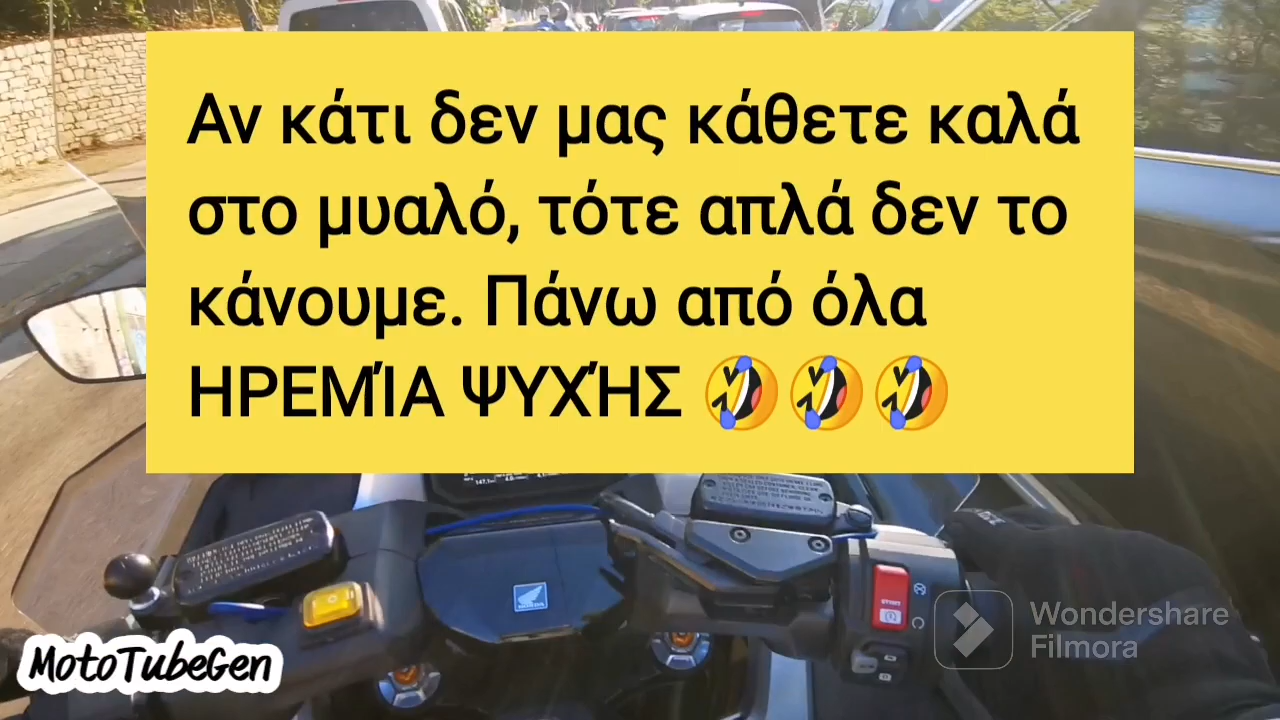 Αν κάτι δεν μας κάθετε καλά
στο μυαλό, τότε απλά δεν το
κάνουμε. Πάνω από όλα
ΗΡΕΜΊΑ ΨΥΧΉΣ 🤣🤣🤣
HONDA
MotoTubeGen
Wondershare
Filmora